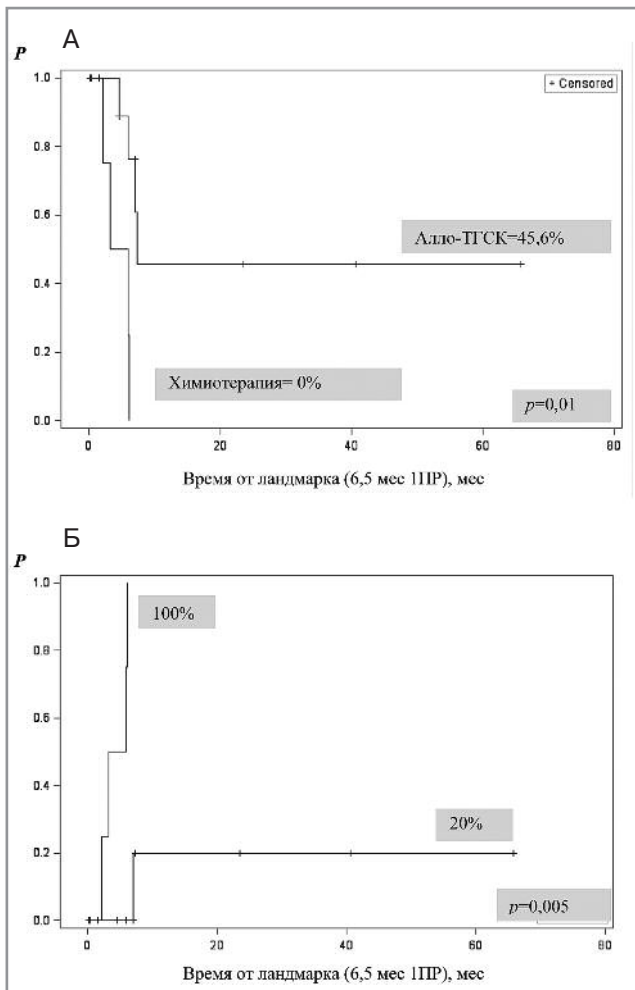 А
P
1.0
0.8
0.6
0.4
0.2
0.0
+ Censored
Алло-ТГСК=45,6%
Химиотерапия= 0%
p=0,01
0 20 40 60 80
Время от ландмарка (6,5 мес 1ПР), мес
Б
P
1.0
0.8
0.6
0.4
0.2
0.0
100%
20%
p=0,005
0 20 40 60 80
Время от ландмарка (6,5 мес 1ПР), мес